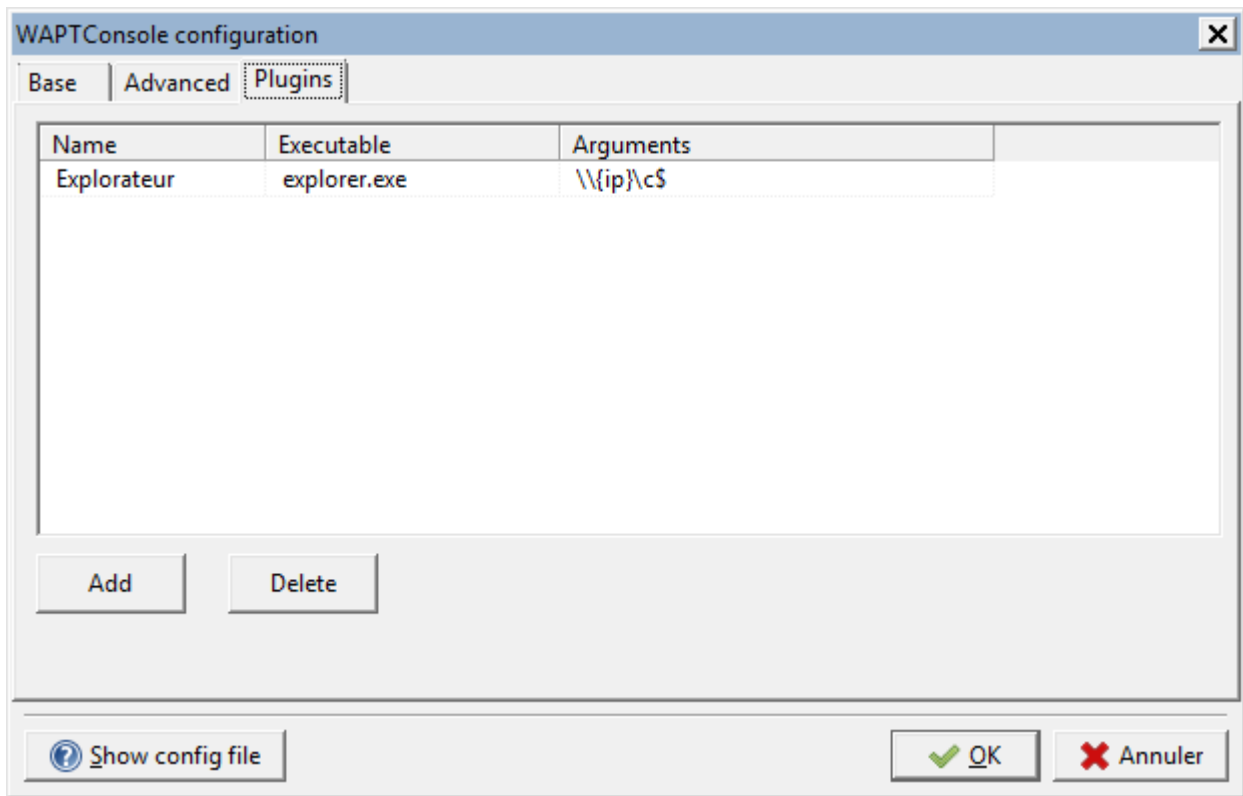 WAPTConsole configuration
Base Advanced Plugins
Name Executable Arguments
Explorateur explorer.exe \\{ip}\c$
Add Delete
Show config file OK Annuler